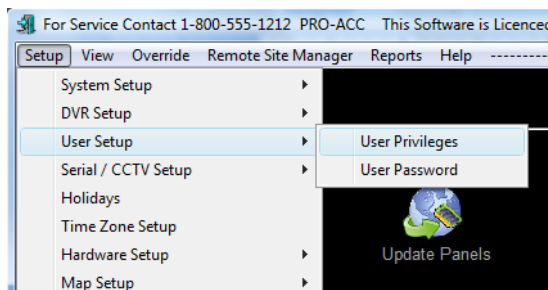 For Service Contact 1-800-555-1212 PRO-ACC This Software is Licenced
Setup View Override Remote Site Manager Reports Help ---------
System Setup
DVR Setup
User Setup
User Privileges
Serial / CCTV Setup
User Password
Holidays
Time Zone Setup
Hardware Setup
Update Panels
Map Setup